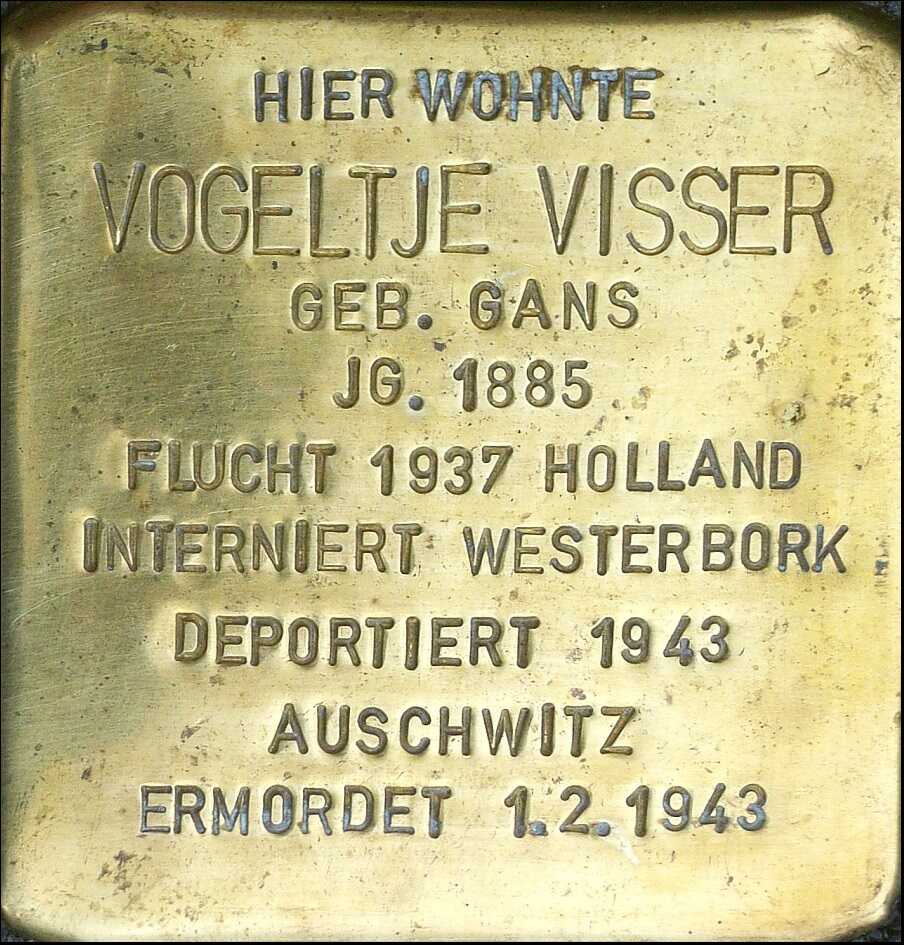 HIER WOHNTE
VOGELTJE VISSER
GEB. GANS
JG. 1885
FLUCHT 1937 HOLLAND
INTERNIERT WESTERBORK
DEPORTIERT 1943
AUSCHWITZ
ERMORDET 1.2.1943